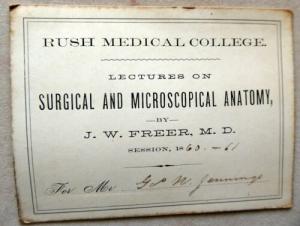 RUSH MEDICAL COLLEGE.
LECTURES ON
SURGICAL AND MICROSCOPICAL ANATOMY,
—BY—
J. W. FREER, M. D.
SESSION, 1860.-61
For Mr Geo N. Jennings